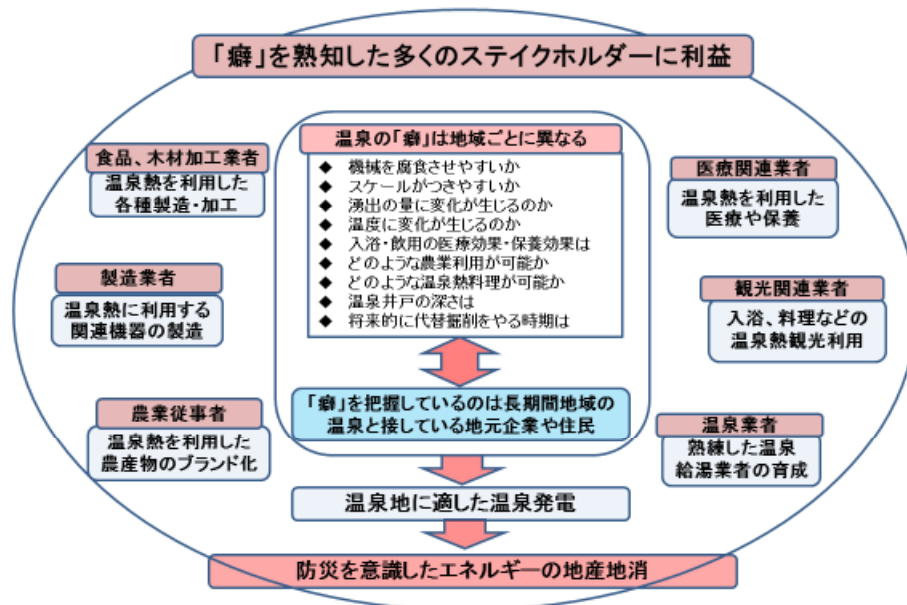 「癖」を熟知した多くのステイクホルダーに利益
温泉の「癖」は地域ごとに異なる
◆ 機械を腐食させやすいか
◆ スケールがつきやすいか
◆ 湧出の量に変化が生じるのか
◆ 温度に変化が生じるのか
◆ 入浴・飲用の医療効果・保養効果は
◆ どのような農業利用が可能か
◆ どのような温泉熱料理が可能か
◆ 温泉井戸の深さは
◆ 将来的に代替掘削をやる時期は
「癖」を把握しているのは長期間地域の
温泉と接している地元企業や住民
食品、木材加工業者
温泉熱を利用した
各種製造・加工
製造業者
温泉熱に利用する
関連機器の製造
農業従事者
温泉熱を利用した
農産物のブランド化
医療関連業者
温泉熱を利用した
医療や保養
観光関連業者
入浴、料理などの
温泉熱観光利用
温泉業者
熟練した温泉
給湯業者の育成
温泉地に適した温泉発電
防災を意識したエネルギーの地産地消